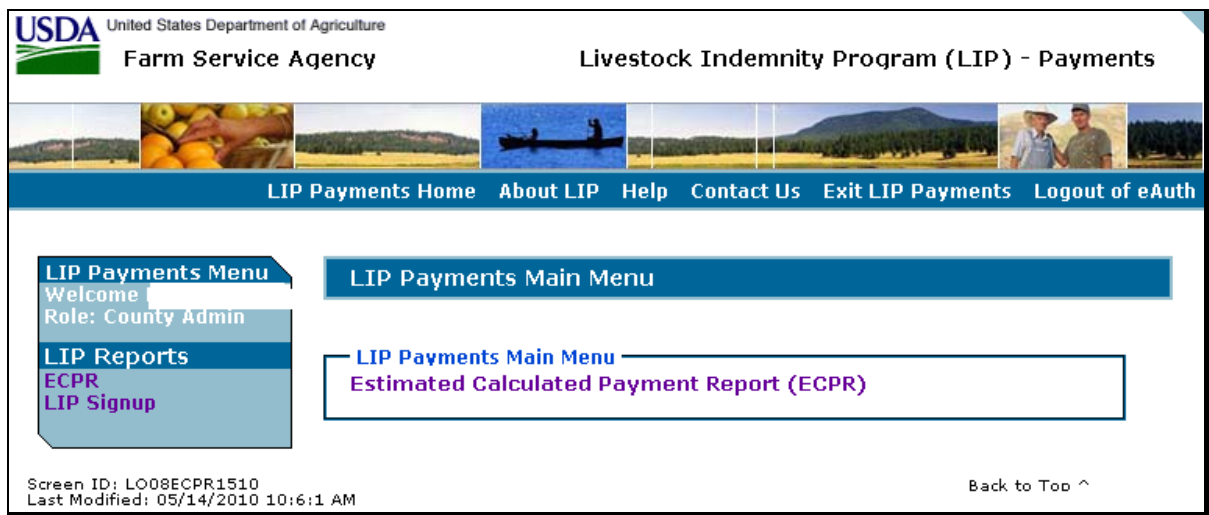 USDA United States Department of Agriculture
Farm Service Agency Livestock Indemnity Program (LIP) - Payments
LIP Payments Home About LIP Help Contact Us Exit LIP Payments Logout of eAuth
LIP Payments Menu
Welcome
Role: County Admin
LIP Reports
ECPR
LIP Signup
LIP Payments Main Menu
LIP Payments Main Menu
Estimated Calculated Payment Report (ECPR)
Screen ID: LO08ECPR1510
Last Modified: 05/14/2010 10:6:1 AM
Back to Top ^